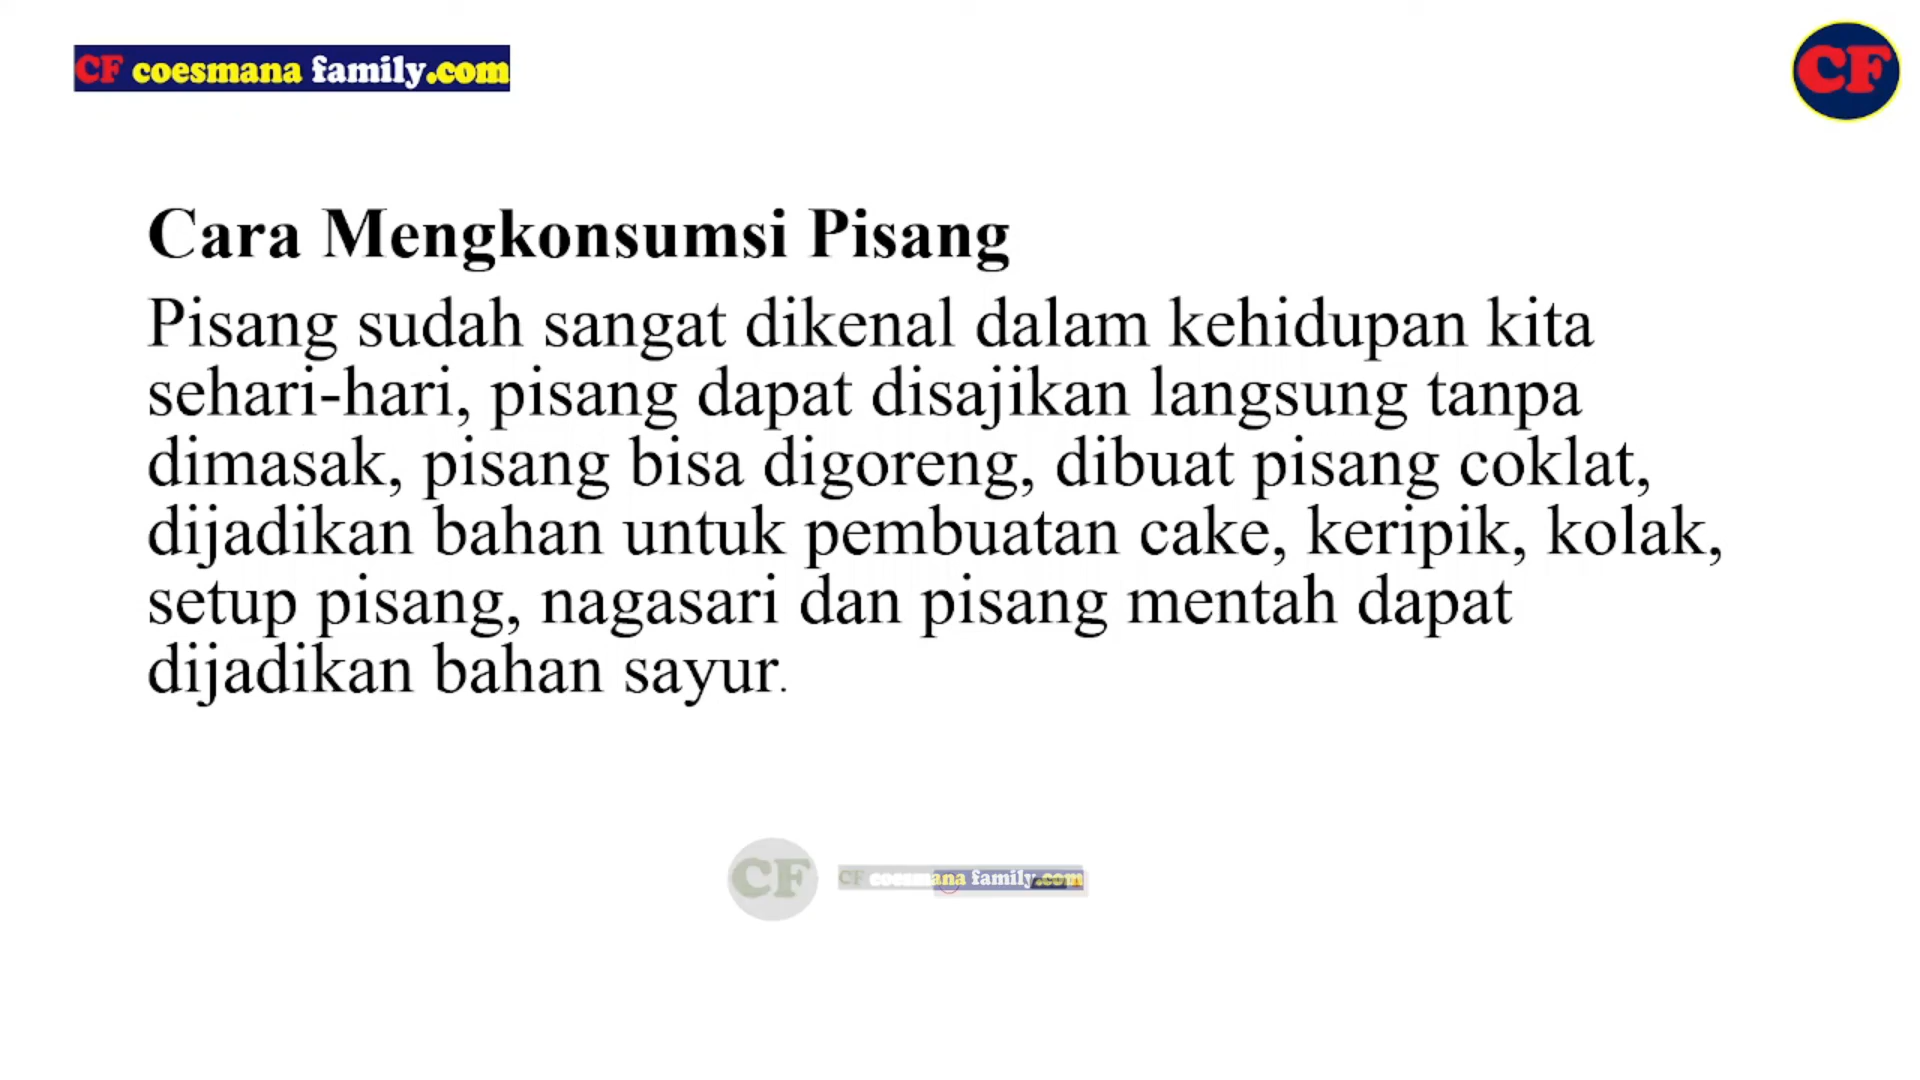 CF coesmana family.com
CF
Cara Mengkonsumsi Pisang
Pisang sudah sangat dikenal dalam kehidupan kita
sehari-hari, pisang dapat disajikan langsung tanpa
dimasak, pisang bisa digoreng, dibuat pisang coklat,
dijadikan bahan untuk pembuatan cake, keripik, kolak,
setup pisang, nagasari dan pisang mentah dapat
dijadikan bahan sayur.
CF
CF coesmana family.com